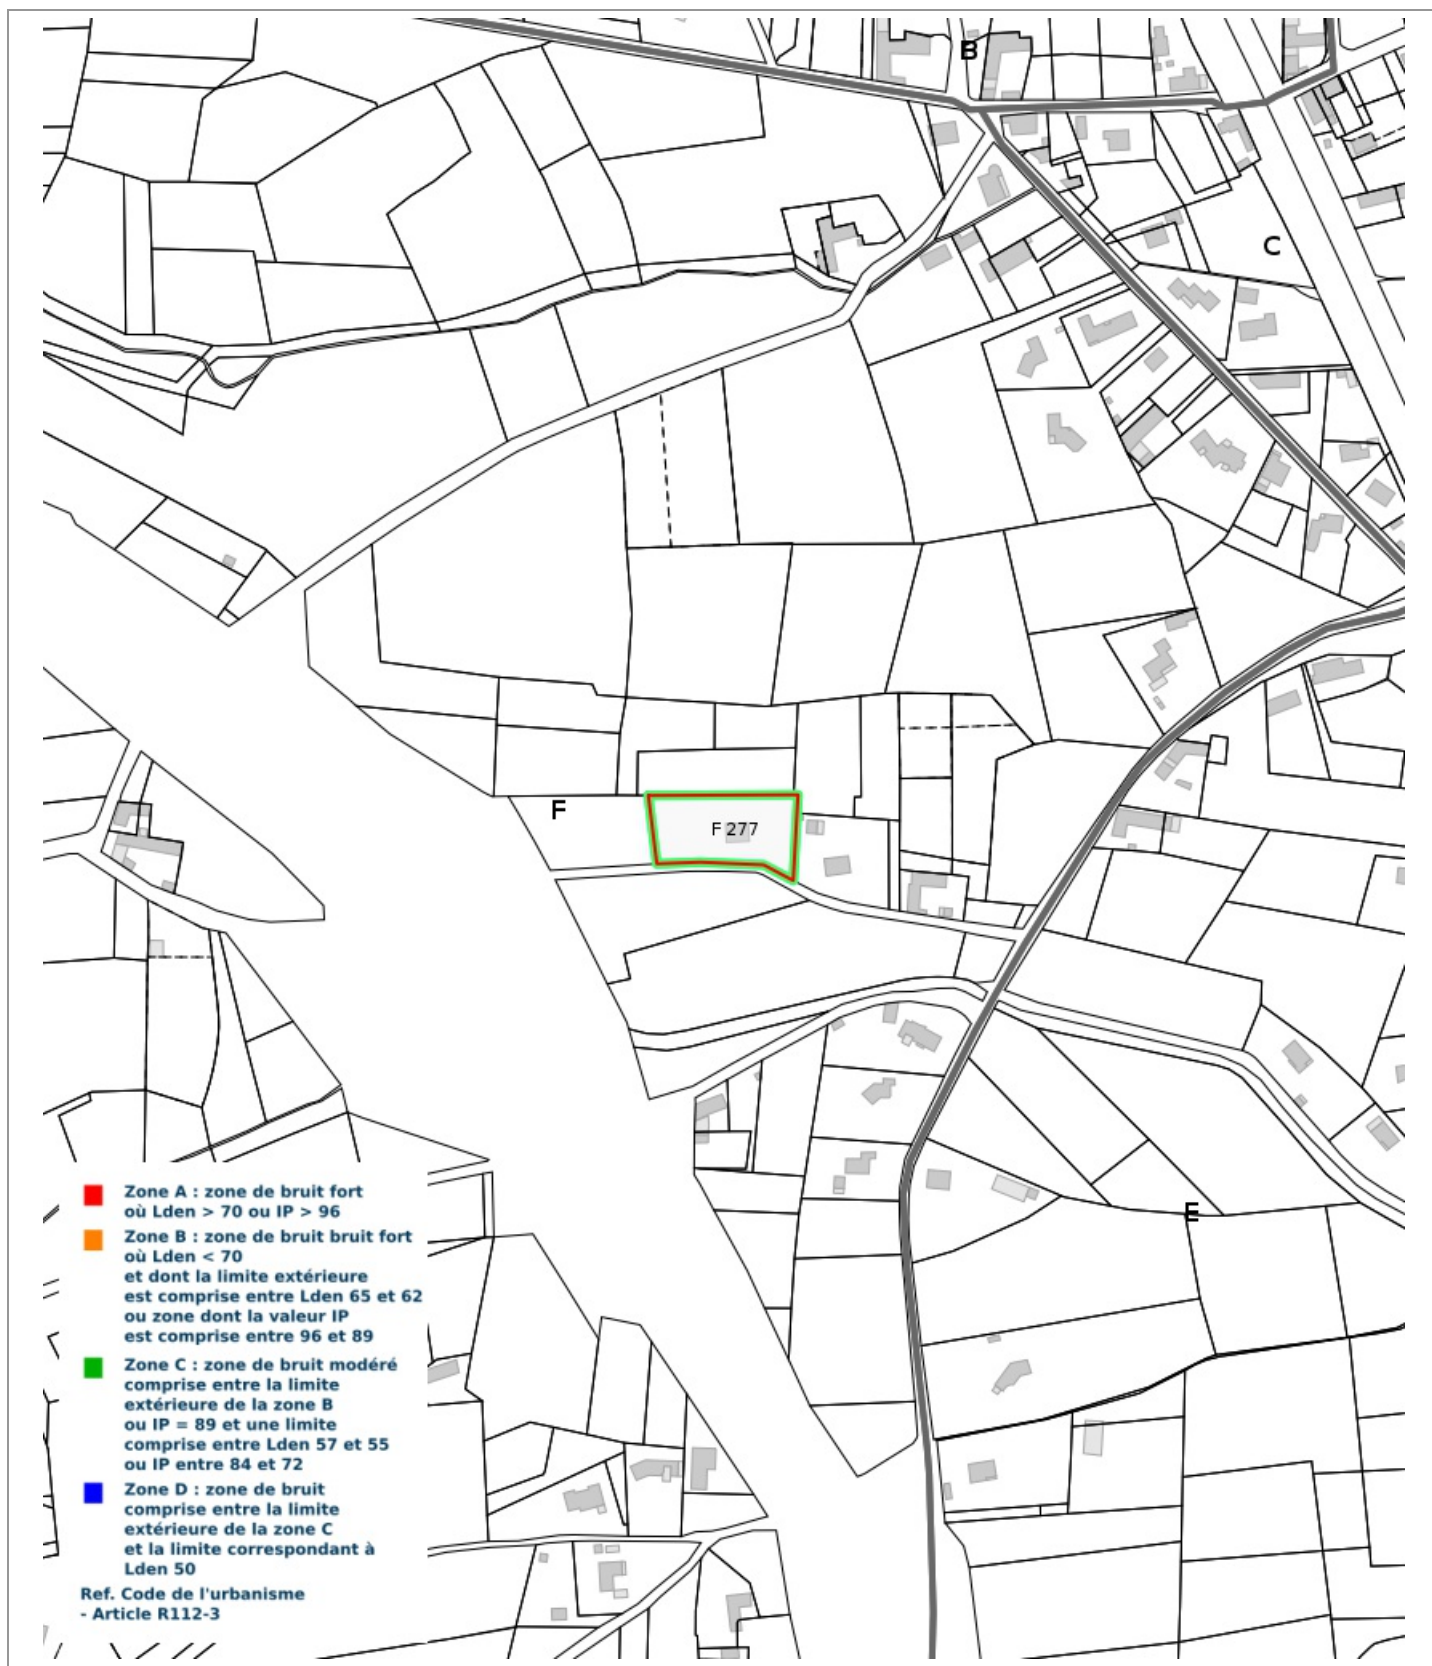 B
C
F
F 277
E
Zone A : zone de bruit fort
où Lden > 70 ou IP > 96
Zone B : zone de bruit bruit fort
où Lden < 70
et dont la limite extérieure
est comprise entre Lden 65 et 62
ou zone dont la valeur IP
est comprise entre 96 et 89
Zone C : zone de bruit modéré
comprise entre la limite
extérieure de la zone B
ou IP = 89 et une limite
comprise entre Lden 57 et 55
ou IP entre 84 et 72
Zone D : zone de bruit
comprise entre la limite
extérieure de la zone C
et la limite correspondant à
Lden 50
Ref. Code de l'urbanisme
- Article R112-3